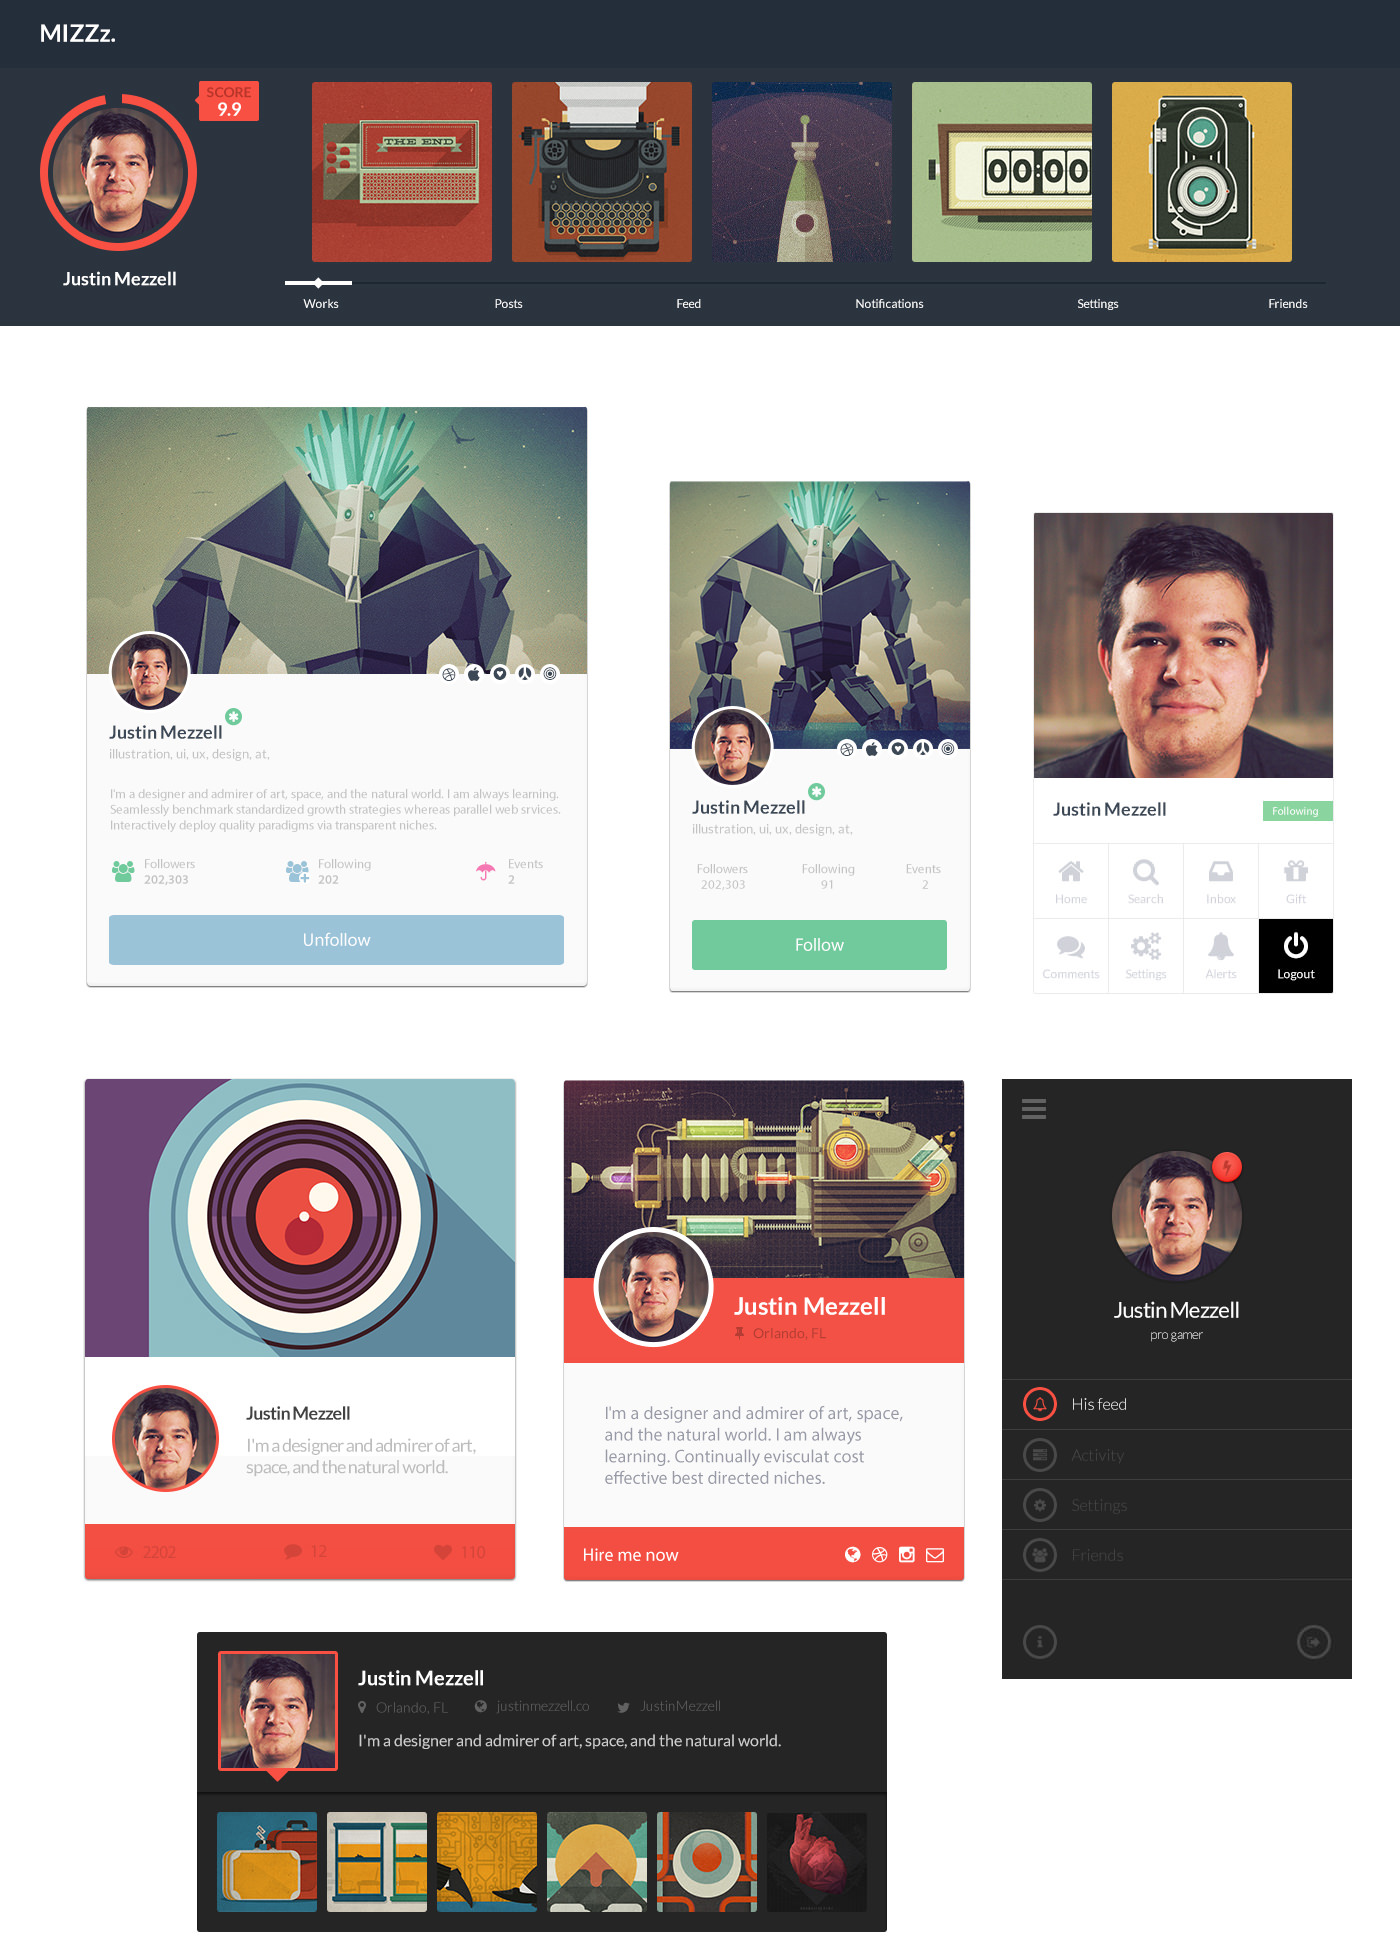 MIZZz.
SCORE
9.9
Justin Mezzell
THE END
00:00
Works
Posts
Feed
Notifications
Settings
Friends
Justin Mezzell
illustration, ui, ux, design, at,
I'm a designer and admirer of art, space, and the natural world. I am always learning.
Seamlessly benchmark standardized growth strategies whereas parallel web srvices.
Interactively deploy quality paradigms via transparent niches.
Followers
202,303
Following
202
Events
2
Unfollow
Justin Mezzell
illustration, ui, ux, design, at,
Followers
202,303
Following
91
Events
2
Follow
Justin Mezzell
Following
Home
Search
Inbox
Gift
Comments
Settings
Alerts
Logout
Justin Mezzell
I'm a designer and admirer of art,
space, and the natural world.
2202
12
110
Justin Mezzell
Orlando, FL
I'm a designer and admirer of art, space,
and the natural world. I am always
learning. Continually evisculat cost
effective best directed niches.
Hire me now
Justin Mezzell
pro gamer
His feed
Activity
Settings
Friends
Justin Mezzell
Orlando, FL
justinmezzell.co
JustinMezzell
I'm a designer and admirer of art, space, and the natural world.